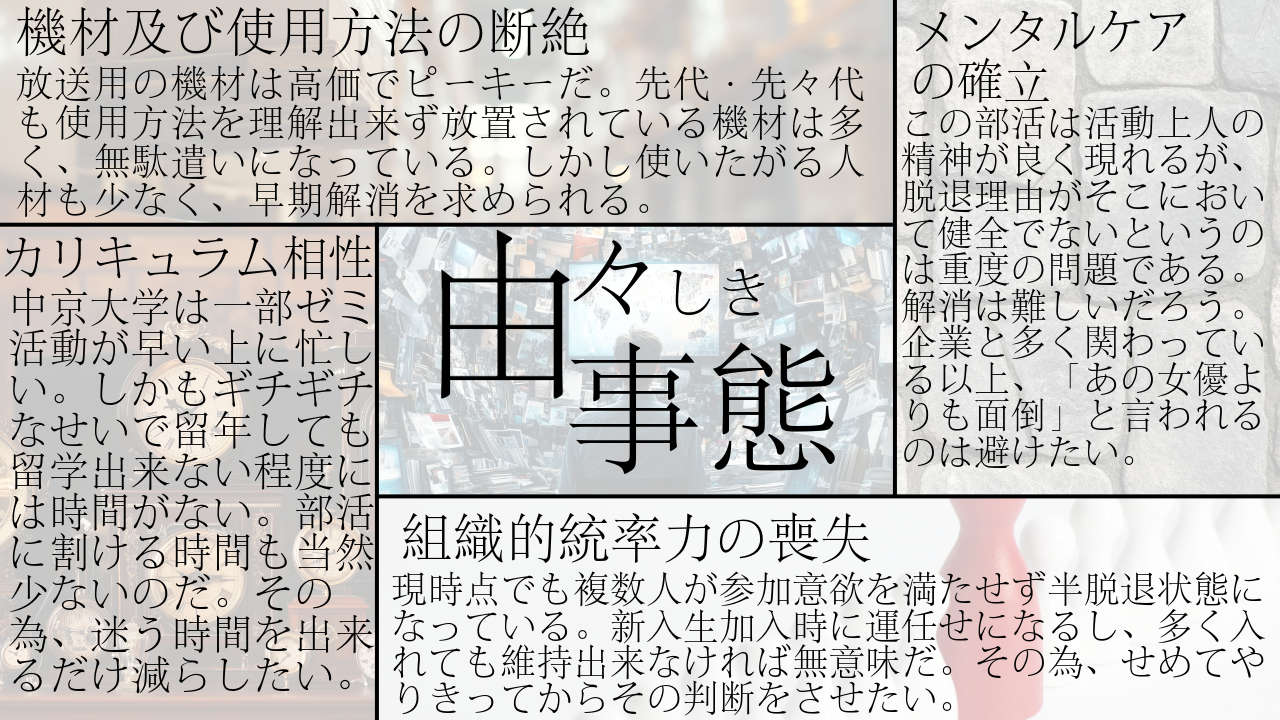 機材及び使用方法の断絶
放送用の機材は高価でピーキーだ。先代・先々代
も使用方法を理解出来ず放置されている機材は多
く、無駄遣いになっている。しかし使いたがる人
材も少なく、早期解消を求められる。
メンタルケア
の確立
この部活は活動上人の
精神が良く現れるが、
脱退理由がそこにおい
て健全でないというの
は重度の問題である。
解消は難しいだろう。
企業と多く関わってい
る以上、「あの女優よ
りも面倒」と言われる
のは避けたい。
カリキュラム相性
中京大学は一部ゼミ
活動が早い上に忙し
い。しかもギチギチ
なせいで留年しても
留学出来ない程度に
は時間がない。部活
に割ける時間も当然
少ないのだ。その
為、迷う時間を出来
るだけ減らしたい。
由々しき
事態
組織的統率力の喪失
現時点でも複数人が参加意欲を満たせず半脱退状態に
なっている。新入生加入時に運任せになるし、多く入
れても維持出来なければ無意味だ。その為、せめてや
りきってからその判断をさせたい。